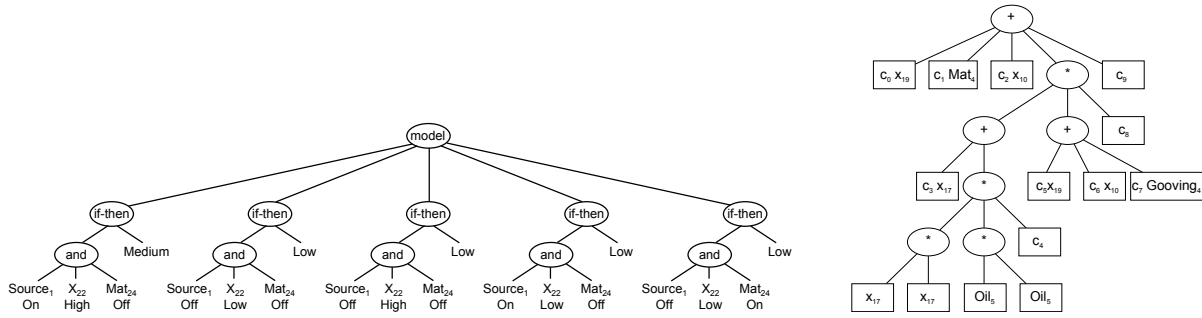 model
if-then if-then if-then if-then if-then
and Medium and Low and Low and Low and Low
Source₁ X₂₂ Mat₂₄ Source₁ X₂₂ Mat₂₄ Source₁ X₂₂ Mat₂₄ Source₁ X₂₂ Mat₂₄ Source₁ X₂₂ Mat₂₄
On High Off Off Low Off Off High Off On Low Off Off Low On
+
c₀ x₁₉ c₁ Mat₄ c₂ x₁₀ * c₉
+ + c₈
c₃ x₁₇ * c₅x₁₉ c₆ x₁₀ c₇ Gooving₄
* * c₄
x₁₇ x₁₇ Oil₅ Oil₅